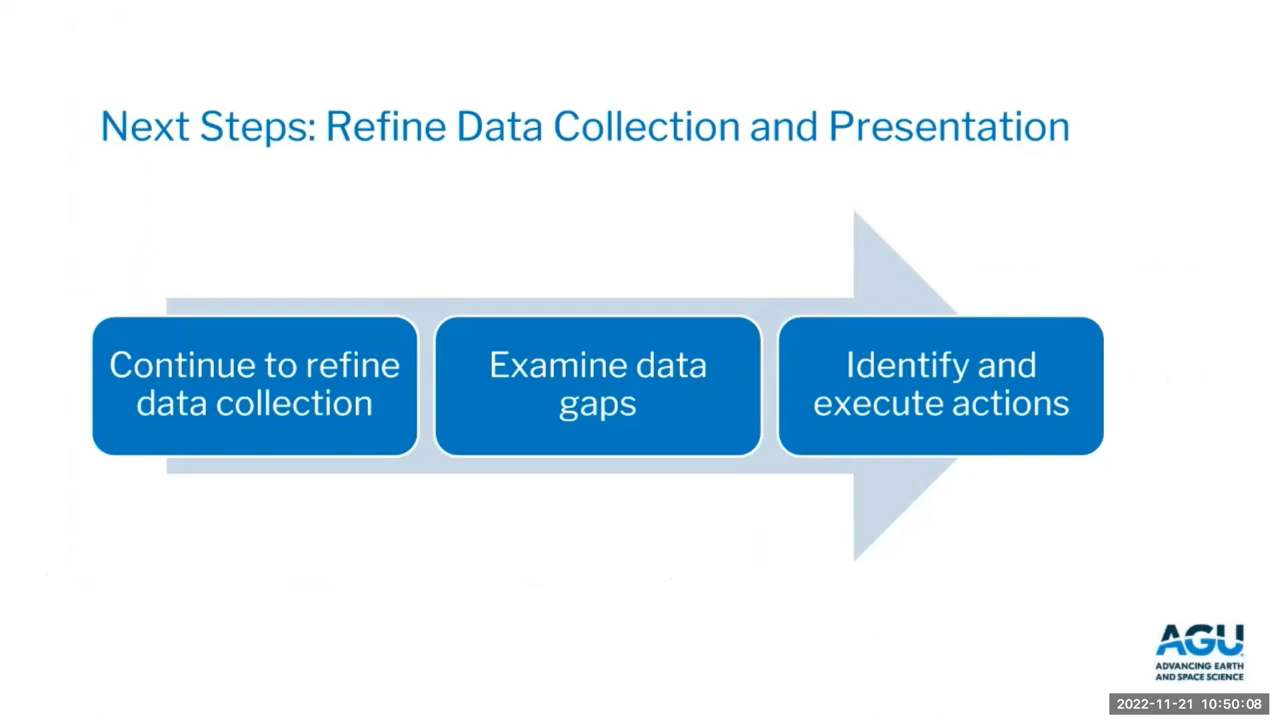 Next Steps: Refine Data Collection and Presentation
Continue to refine
data collection
Examine data
gaps
Identify and
execute actions
AGU
ADVANCING EARTH
AND SPACE SCIENCE
2022-11-21 10:50:08